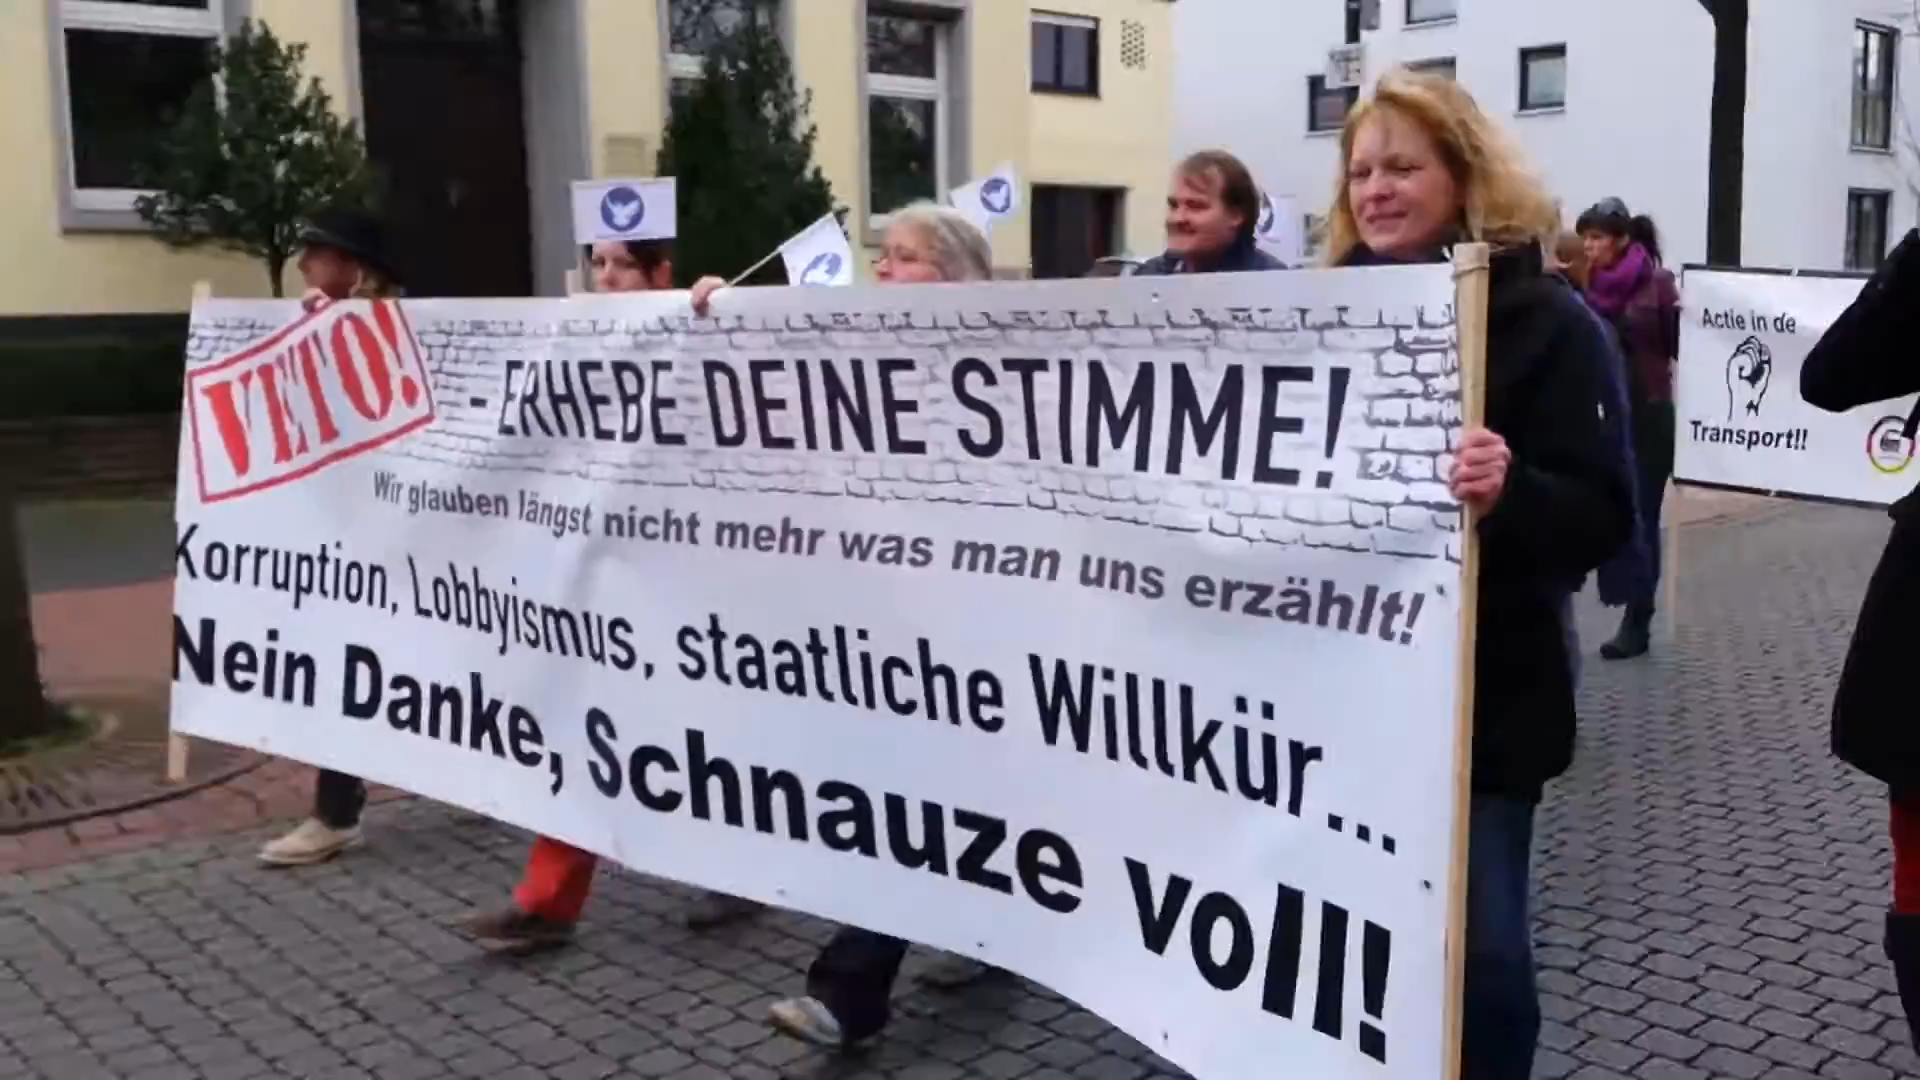 VETO! - ERHEBE DEINE STIMME!
Wir glauben längst nicht mehr was man uns erzählt!
Korruption, Lobbyismus, staatliche Willkür...
Nein Danke, Schnauze voll!
Actie in de
Transport!!